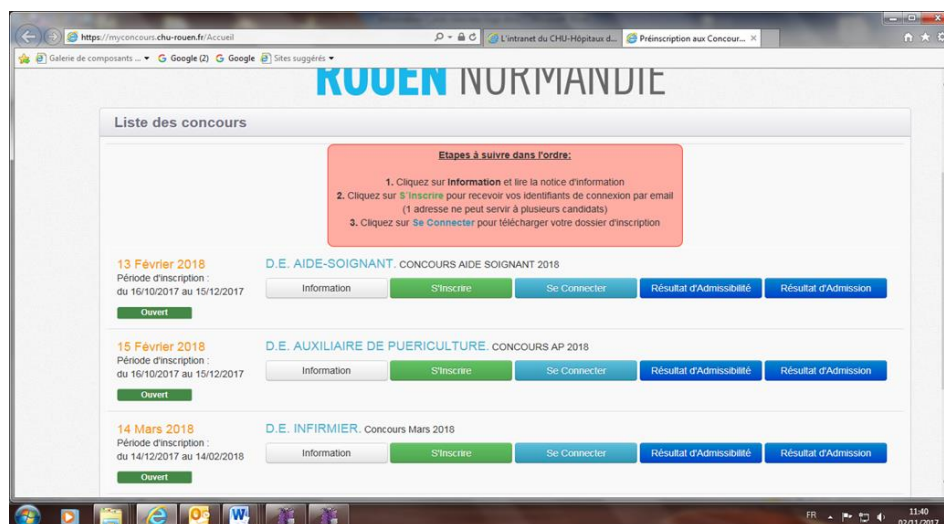 https://myconcours.chu-rouen.fr/Accueil
L'intranet du CHU-Hôpitaux d...
Préinscription aux Concour...
Galerie de composants ...
Google (2)
Google
Sites suggérés
ROUEN NORMANDIE
Liste des concours
Etapes à suivre dans l'ordre:
1. Cliquez sur Information et lire la notice d'information
2. Cliquez sur S'inscrire pour recevoir vos identifiants de connexion par email
(1 adresse ne peut servir à plusieurs candidats)
3. Cliquez sur Se Connecter pour télécharger votre dossier d'inscription
13 Février 2018
Période d'inscription :
du 16/10/2017 au 15/12/2017
Ouvert
D.E. AIDE-SOIGNANT. CONCOURS AIDE SOIGNANT 2018
Information S'Inscrire Se Connecter Résultat d'Admissibilité Résultat d'Admission
15 Février 2018
Période d'inscription :
du 16/10/2017 au 15/12/2017
Ouvert
D.E. AUXILIAIRE DE PUERICULTURE. CONCOURS AP 2018
Information S'Inscrire Se Connecter Résultat d'Admissibilité Résultat d'Admission
14 Mars 2018
Période d'inscription :
du 14/12/2017 au 14/02/2018
Ouvert
D.E. INFIRMIER. Concours Mars 2018
Information S'Inscrire Se Connecter Résultat d'Admissibilité Résultat d'Admission
FR
11:40
02/11/2017